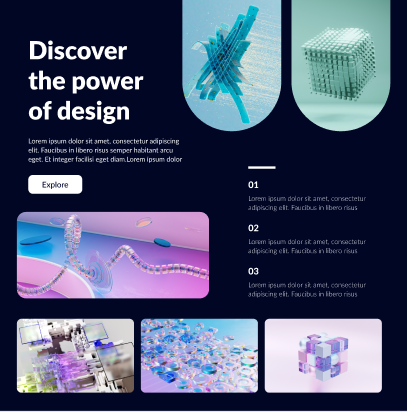 Discover
the power
of design
Lorem ipsum dolor sit amet, consectetur adipiscing
elit. Faucibus in libero risus semper habitant arcu
eget. Et integer facilisi eget diam.Lorem ipsum dolor
Explore
01
Lorem ipsum dolor sit amet, consectetur
adipiscing elit. Faucibus in libero risus
02
Lorem ipsum dolor sit amet, consectetur
adipiscing elit. Faucibus in libero risus
03
Lorem ipsum dolor sit amet, consectetur
adipiscing elit. Faucibus in libero risus